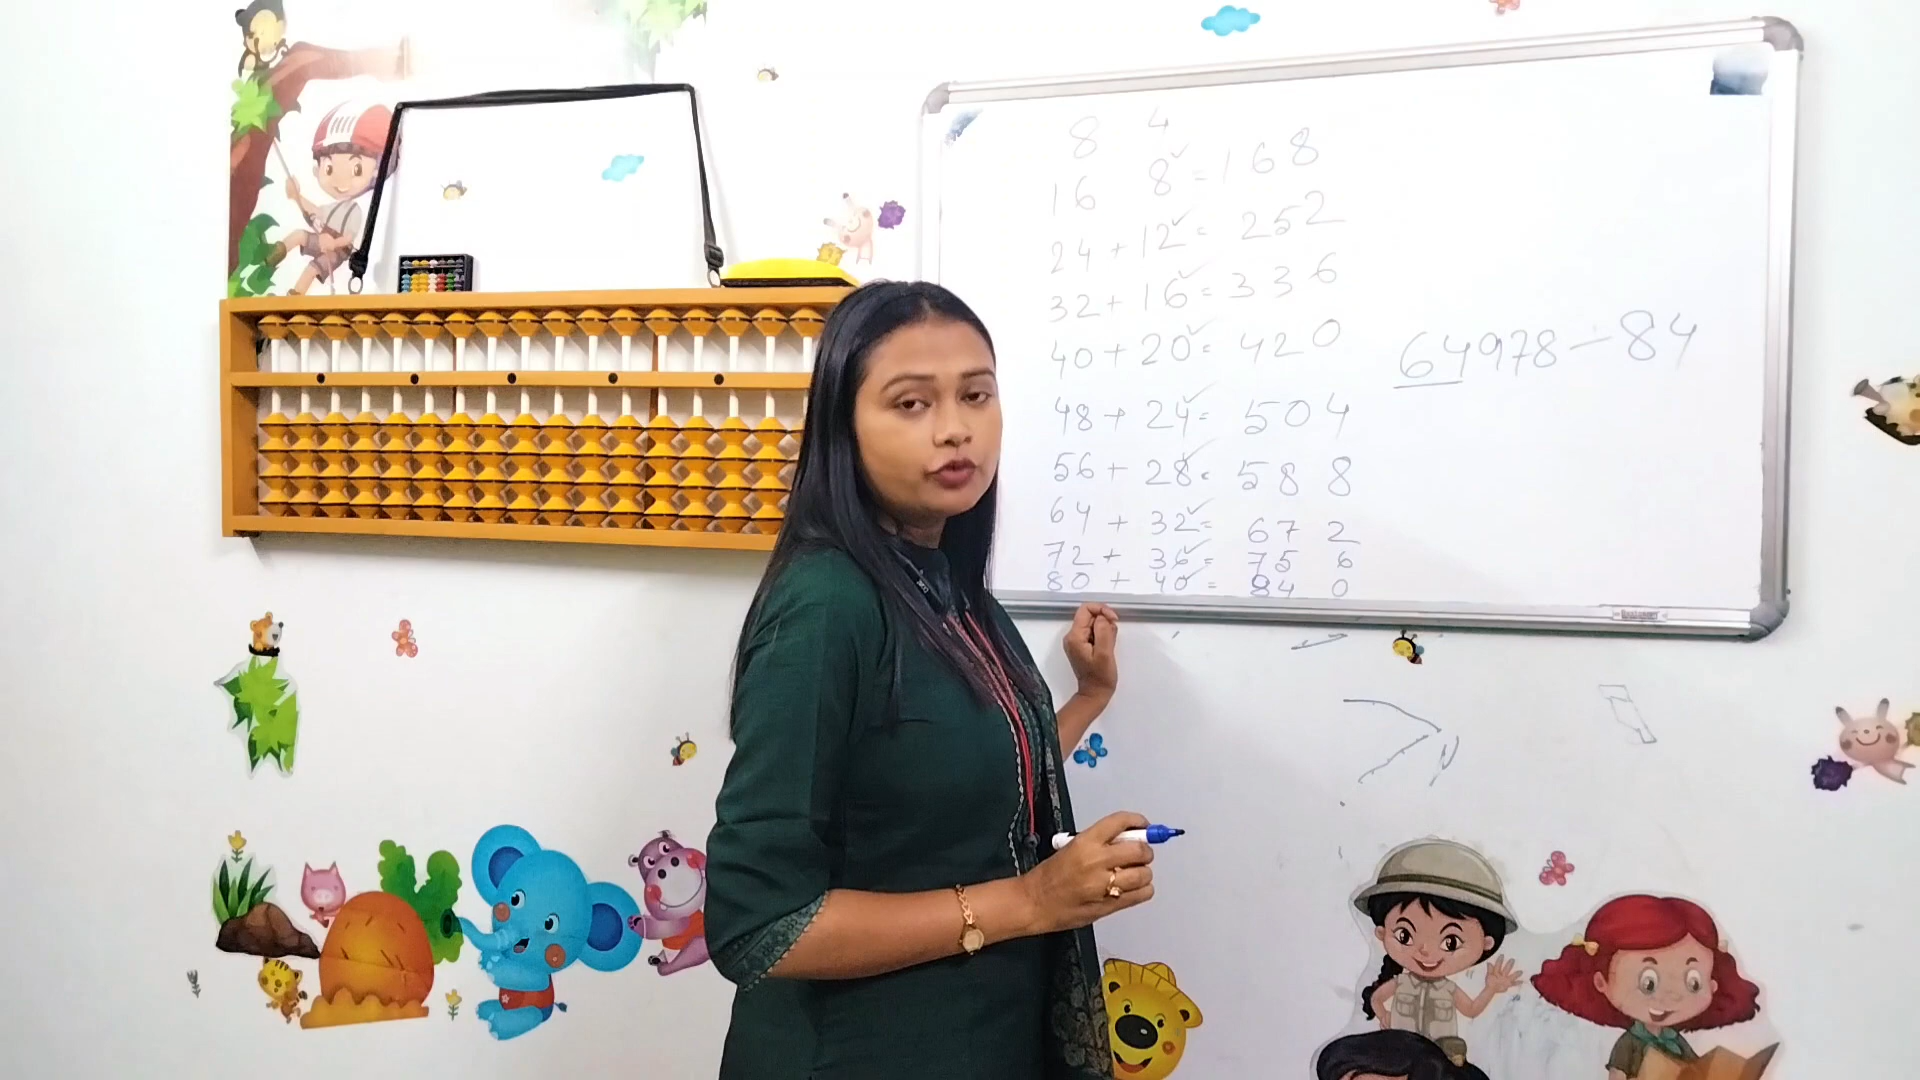 8 4
16 8 = 168
24 + 12 = 252
32 + 16 = 336
40 + 20 = 420
48 + 24 = 504
56 + 28 = 588
64 + 32 = 672
72 + 36 = 756
80 + 40 = 840
64978 ÷ 84